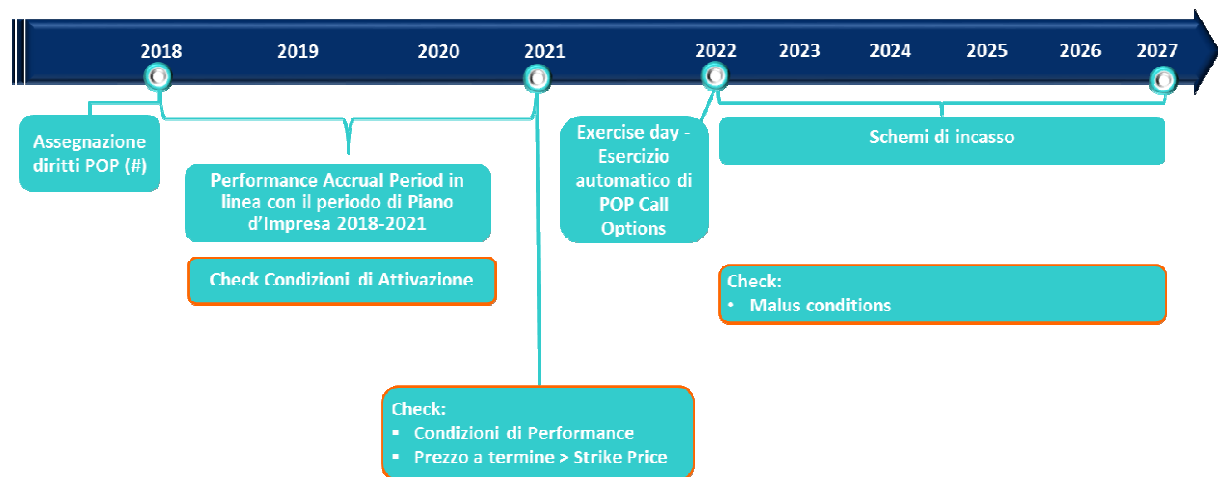 2018 2019 2020 2021 2022 2023 2024 2025 2026 2027
Assegnazione
diritti POP (#)
Performance Accrual Period in
linea con il periodo di Piano
d'Impresa 2018-2021
Check Condizioni di Attivazione
Check:
▪ Condizioni di Performance
▪ Prezzo a termine > Strike Price
Exercise day -
Esercizio
automatico di
POP Call
Options
Schemi di incasso
Check:
• Malus conditions